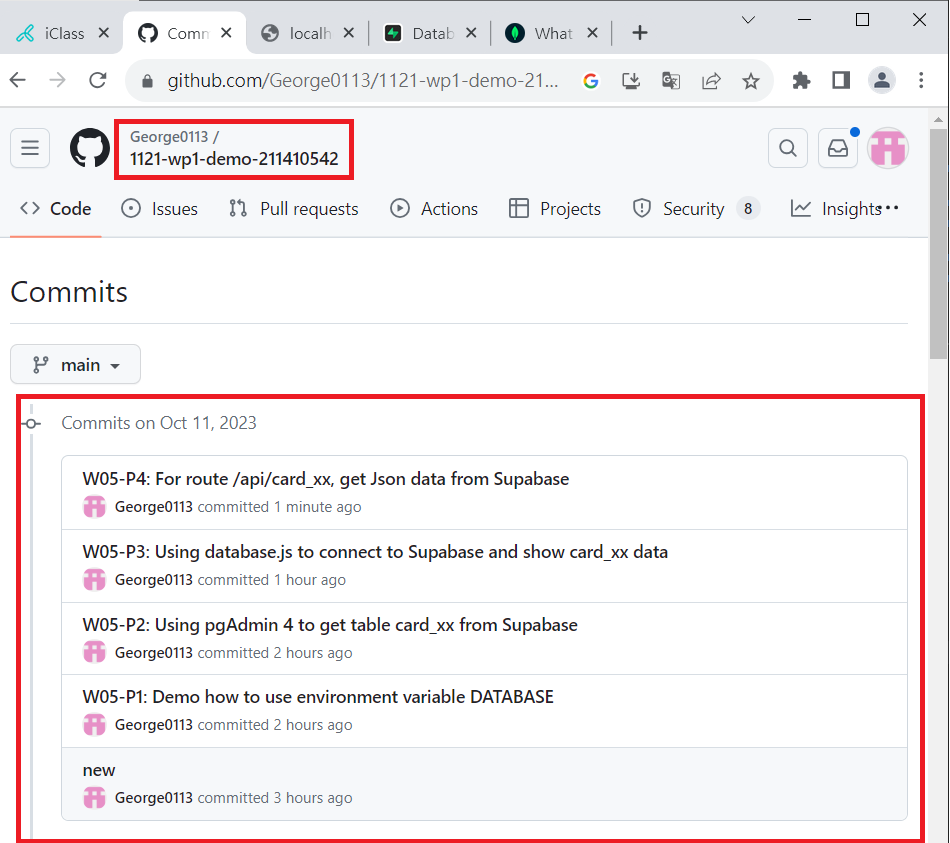 iClass
Comn
localh
Datab
What
github.com/George0113/1121-wp1-demo-21...
George0113 /
1121-wp1-demo-211410542
Code
Issues
Pull requests
Actions
Projects
Security 8
Insights
Commits
main
Commits on Oct 11, 2023
W05-P4: For route /api/card_xx, get Json data from Supabase
George0113 committed 1 minute ago
W05-P3: Using database.js to connect to Supabase and show card_xx data
George0113 committed 1 hour ago
W05-P2: Using pgAdmin 4 to get table card_xx from Supabase
George0113 committed 2 hours ago
W05-P1: Demo how to use environment variable DATABASE
George0113 committed 2 hours ago
new
George0113 committed 3 hours ago